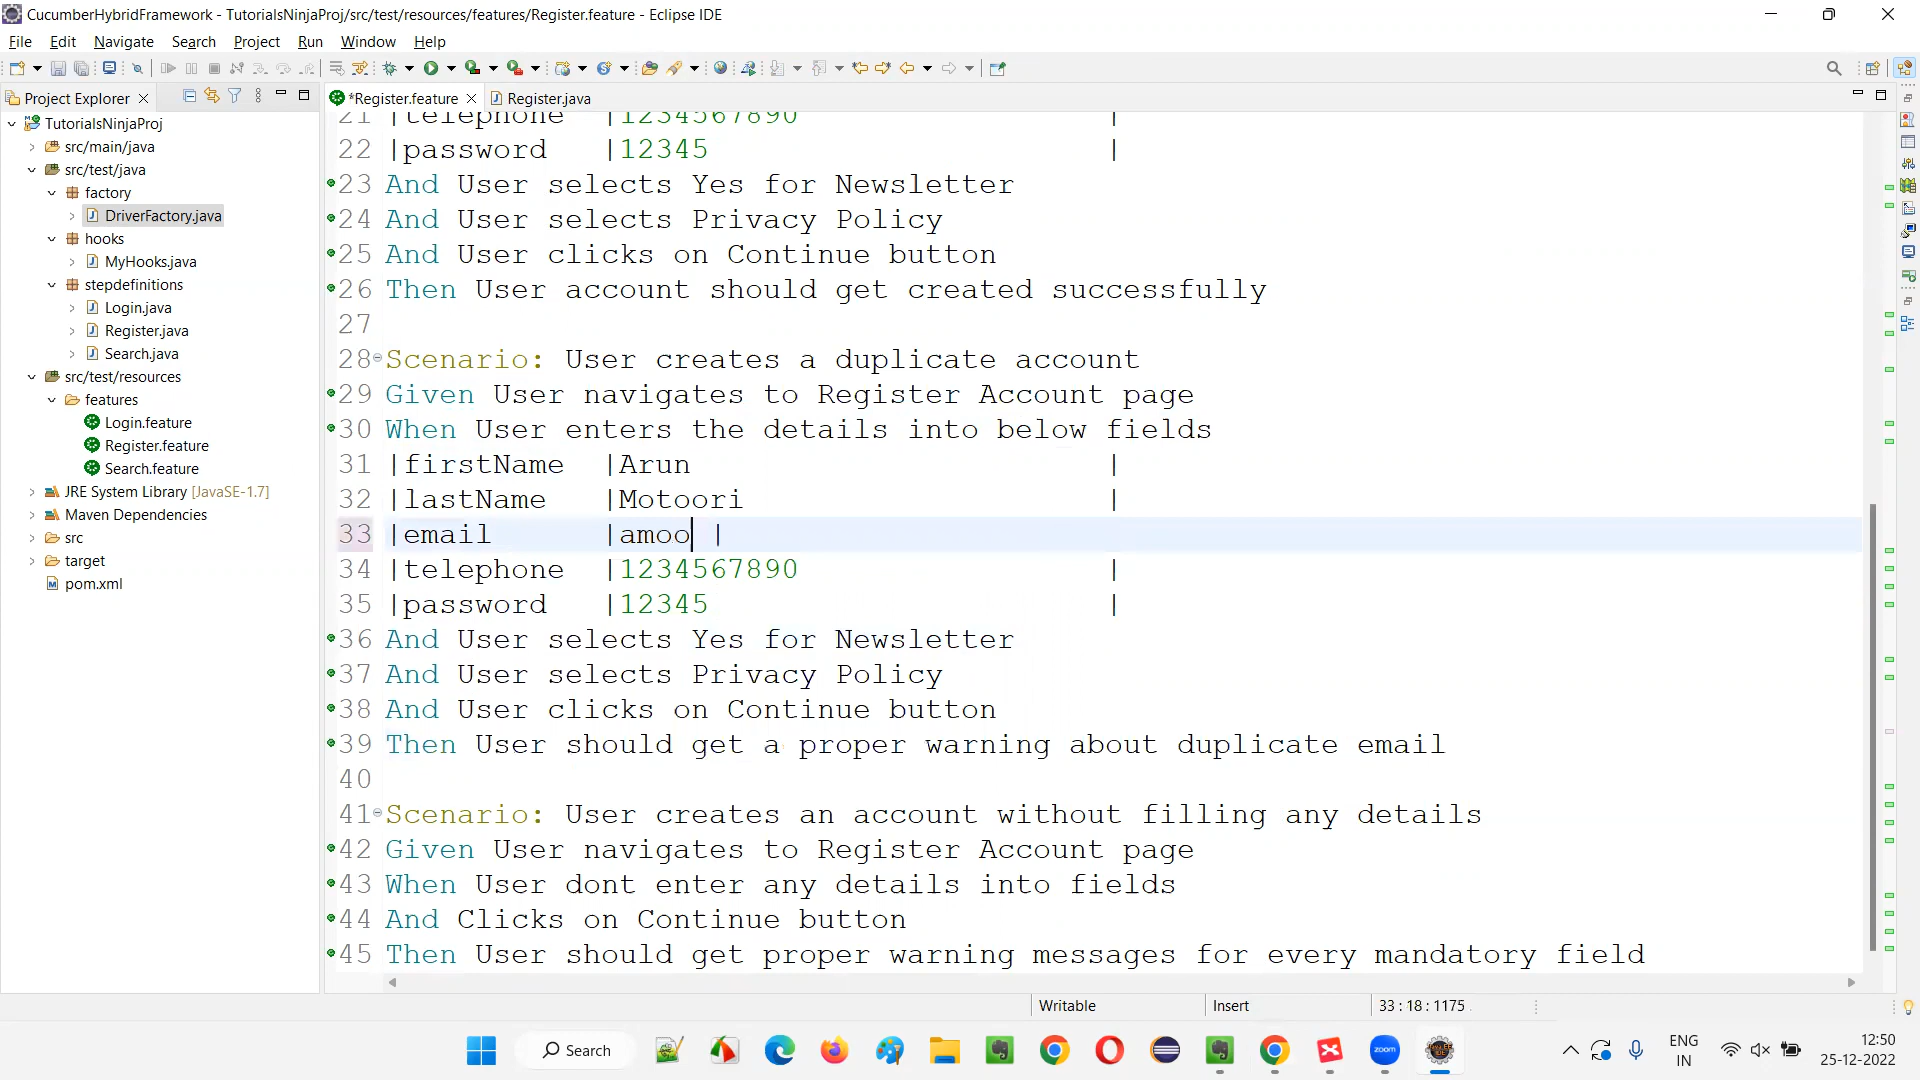 CucumberHybridFramework - TutorialsNinjaProj/src/test/resources/features/Register.feature - Eclipse IDE
File Edit Navigate Search Project Run Window Help
Project Explorer
*Register.feature
Register.java
TutorialsNinjaProj
src/main/java
src/test/java
factory
DriverFactory.java
hooks
MyHooks.java
stepdefinitions
Login.java
Register.java
Search.java
src/test/resources
features
Login.feature
Register.feature
Search.feature
JRE System Library [JavaSE-1.7]
Maven Dependencies
src
target
pom.xml
21 |telephone |1234567890 |
22 |password |12345 |
23 And User selects Yes for Newsletter
24 And User selects Privacy Policy
25 And User clicks on Continue button
26 Then User account should get created successfully
27
28 Scenario: User creates a duplicate account
29 Given User navigates to Register Account page
30 When User enters the details into below fields
31 |firstName |Arun |
32 |lastName |Motoori |
33 |email |amoo |
34 |telephone |1234567890 |
35 |password |12345 |
36 And User selects Yes for Newsletter
37 And User selects Privacy Policy
38 And User clicks on Continue button
39 Then User should get a proper warning about duplicate email
40
41 Scenario: User creates an account without filling any details
42 Given User navigates to Register Account page
43 When User dont enter any details into fields
44 And Clicks on Continue button
45 Then User should get proper warning messages for every mandatory field
Writable Insert 33 : 18 : 1175
Search
zoom
ENG
IN
12:50
25-12-2022